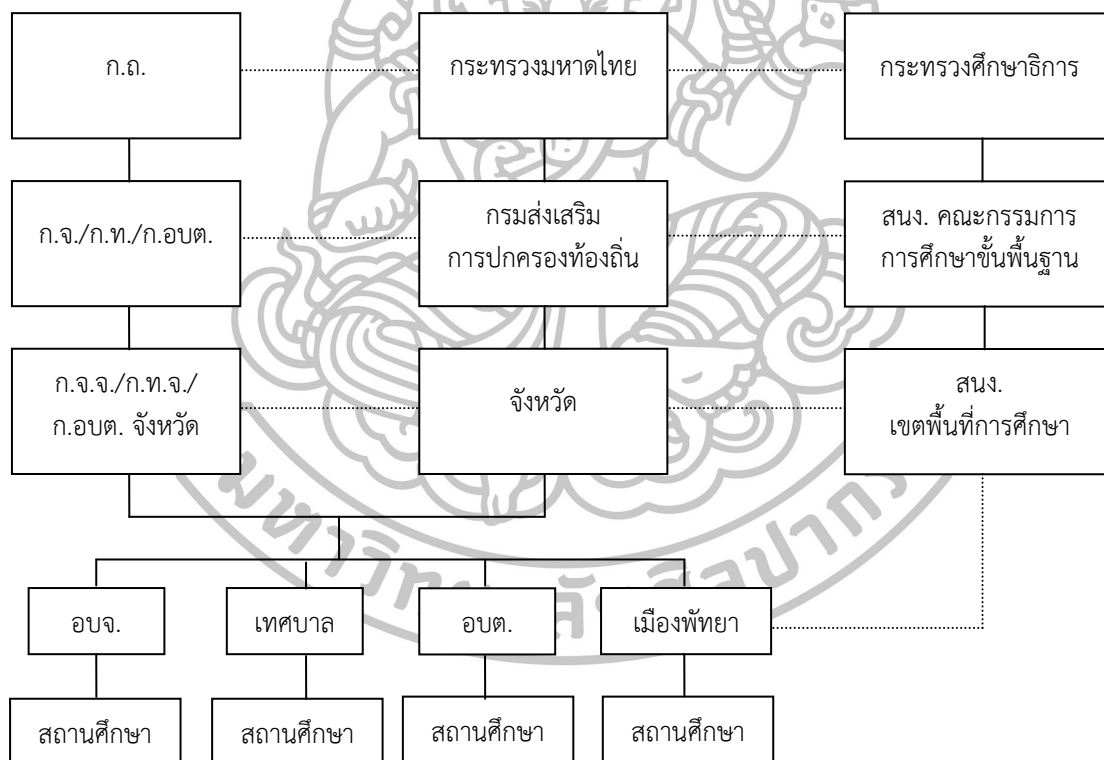 ก.ถ.
กระทรวงมหาดไทย
กระทรวงศึกษาธิการ
ก.จ./ก.ท./ก.อบต.
กรมส่งเสริม
การปกครองท้องถิ่น
สนง. คณะกรรมการ
การศึกษาขั้นพื้นฐาน
ก.จ.จ./ก.ท.จ./
ก.อบต. จังหวัด
จังหวัด
สนง.
เขตพื้นที่การศึกษา
อบจ.
เทศบาล
อบต.
เมืองพัทยา
สถานศึกษา
สถานศึกษา
สถานศึกษา
สถานศึกษา